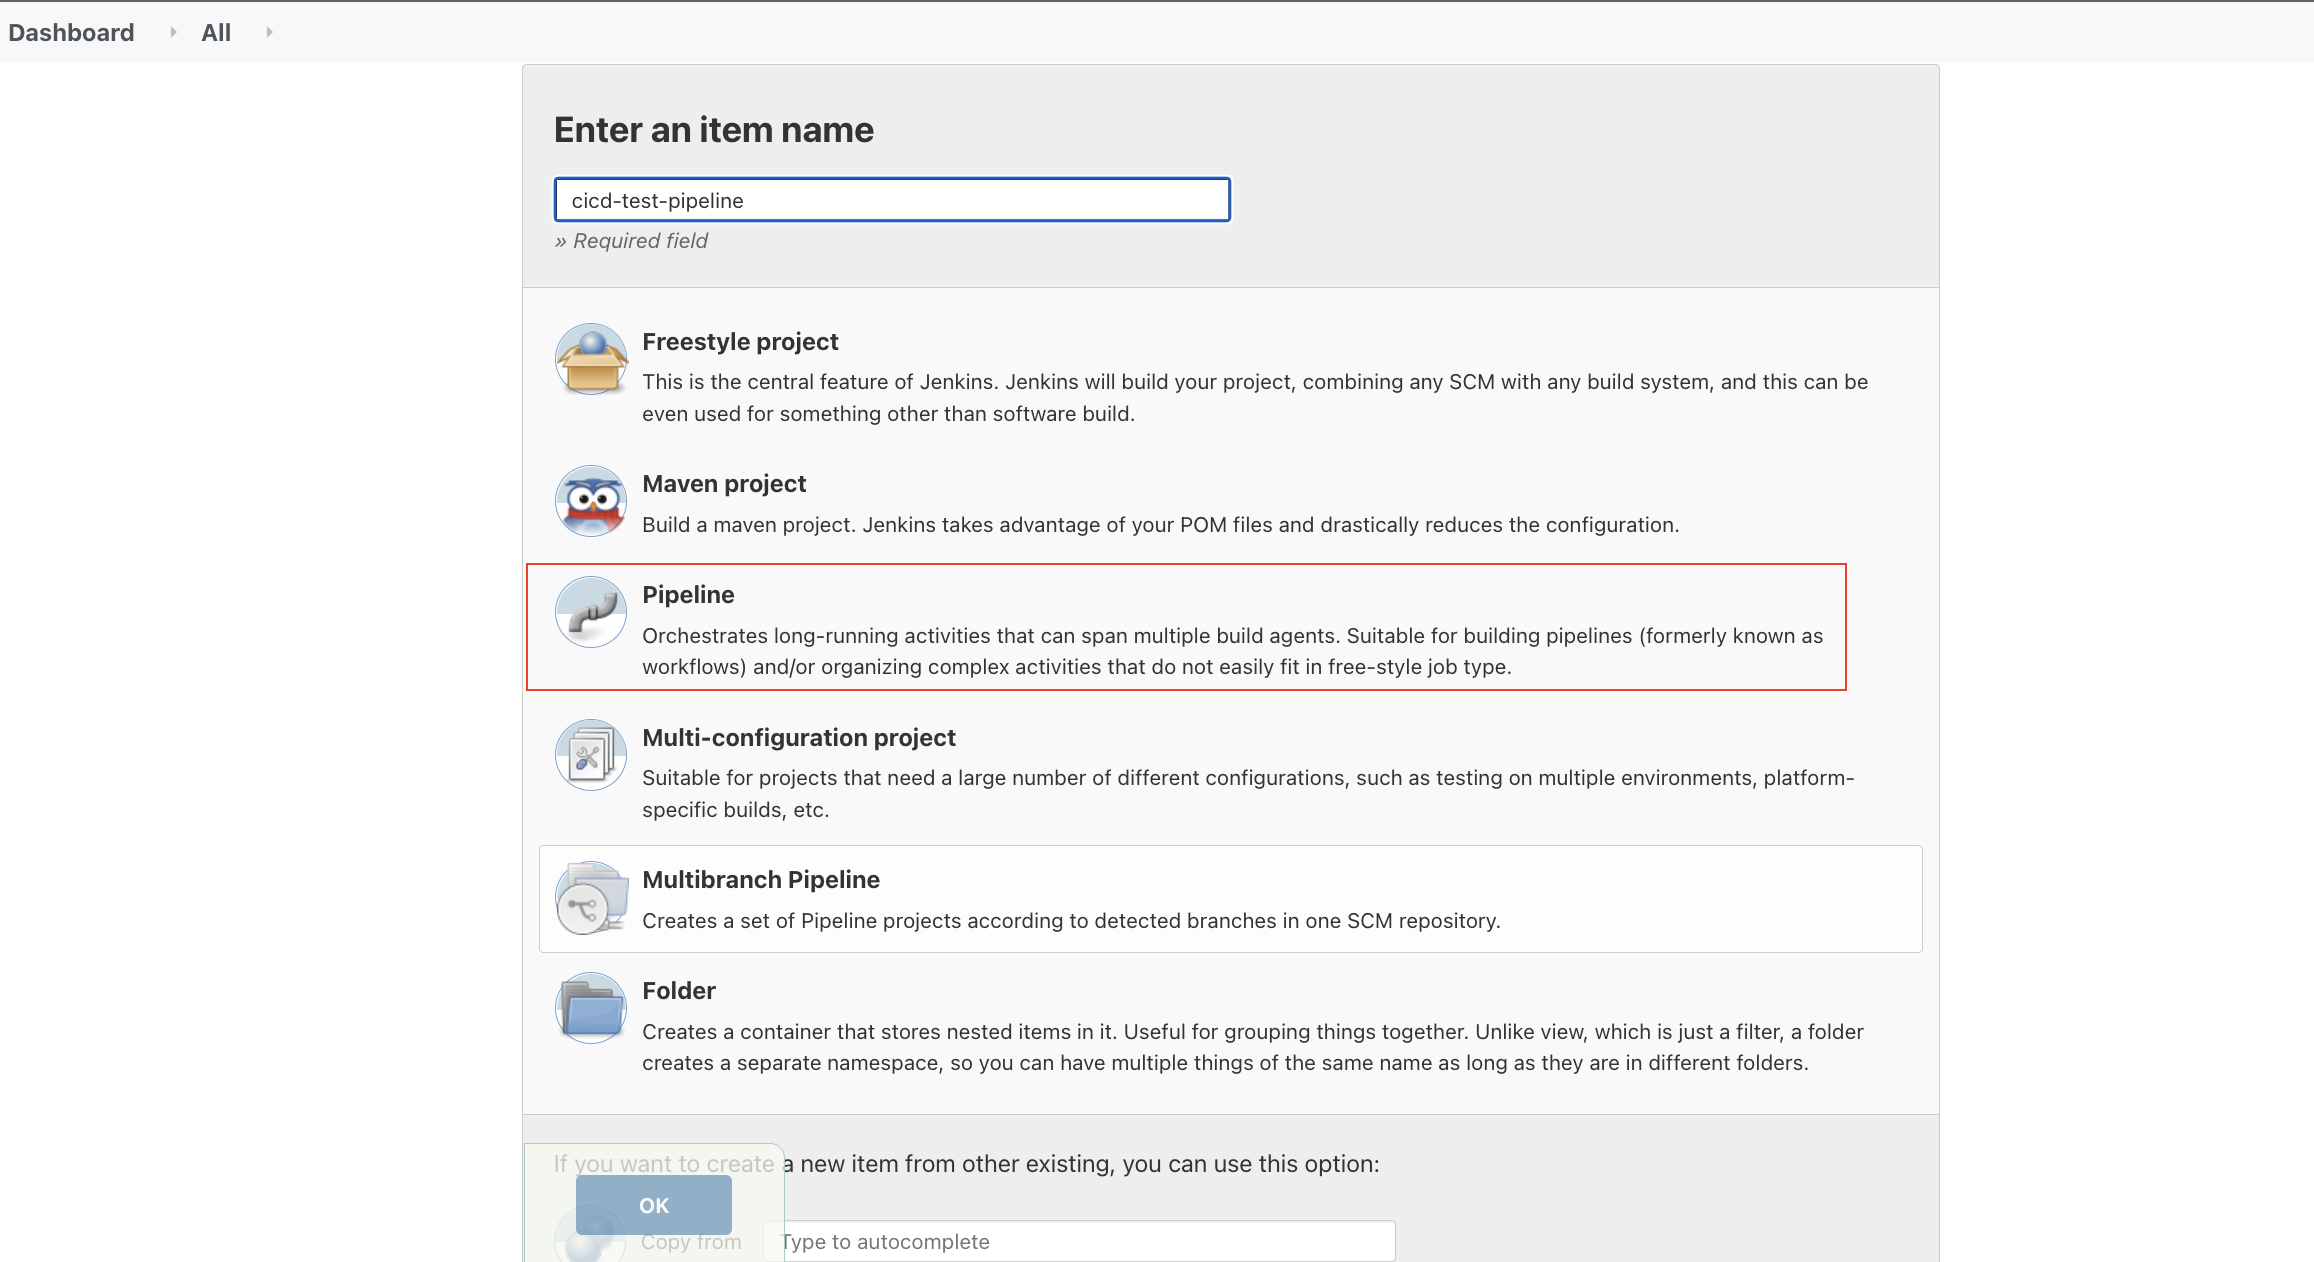 Dashboard All
Enter an item name
cicd-test-pipeline
» Required field
Freestyle project
This is the central feature of Jenkins. Jenkins will build your project, combining any SCM with any build system, and this can be
even used for something other than software build.
Maven project
Build a maven project. Jenkins takes advantage of your POM files and drastically reduces the configuration.
Pipeline
Orchestrates long-running activities that can span multiple build agents. Suitable for building pipelines (formerly known as
workflows) and/or organizing complex activities that do not easily fit in free-style job type.
Multi-configuration project
Suitable for projects that need a large number of different configurations, such as testing on multiple environments, platform-
specific builds, etc.
Multibranch Pipeline
Creates a set of Pipeline projects according to detected branches in one SCM repository.
Folder
Creates a container that stores nested items in it. Useful for grouping things together. Unlike view, which is just a filter, a folder
creates a separate namespace, so you can have multiple things of the same name as long as they are in different folders.
If you want to create a new item from other existing, you can use this option:
OK
Copy from Type to autocomplete